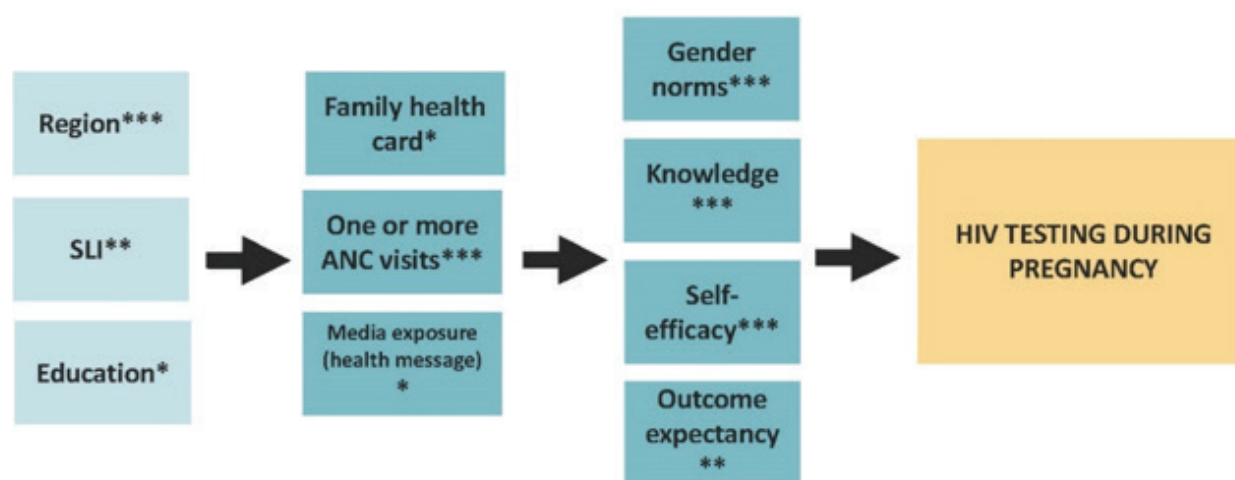 Region***
SLI**
Education*
Family health
card*
One or more
ANC visits***
Media exposure
(health message)
*
Gender
norms***
Knowledge
***
Self-
efficacy***
Outcome
expectancy
**
HIV TESTING DURING
PREGNANCY